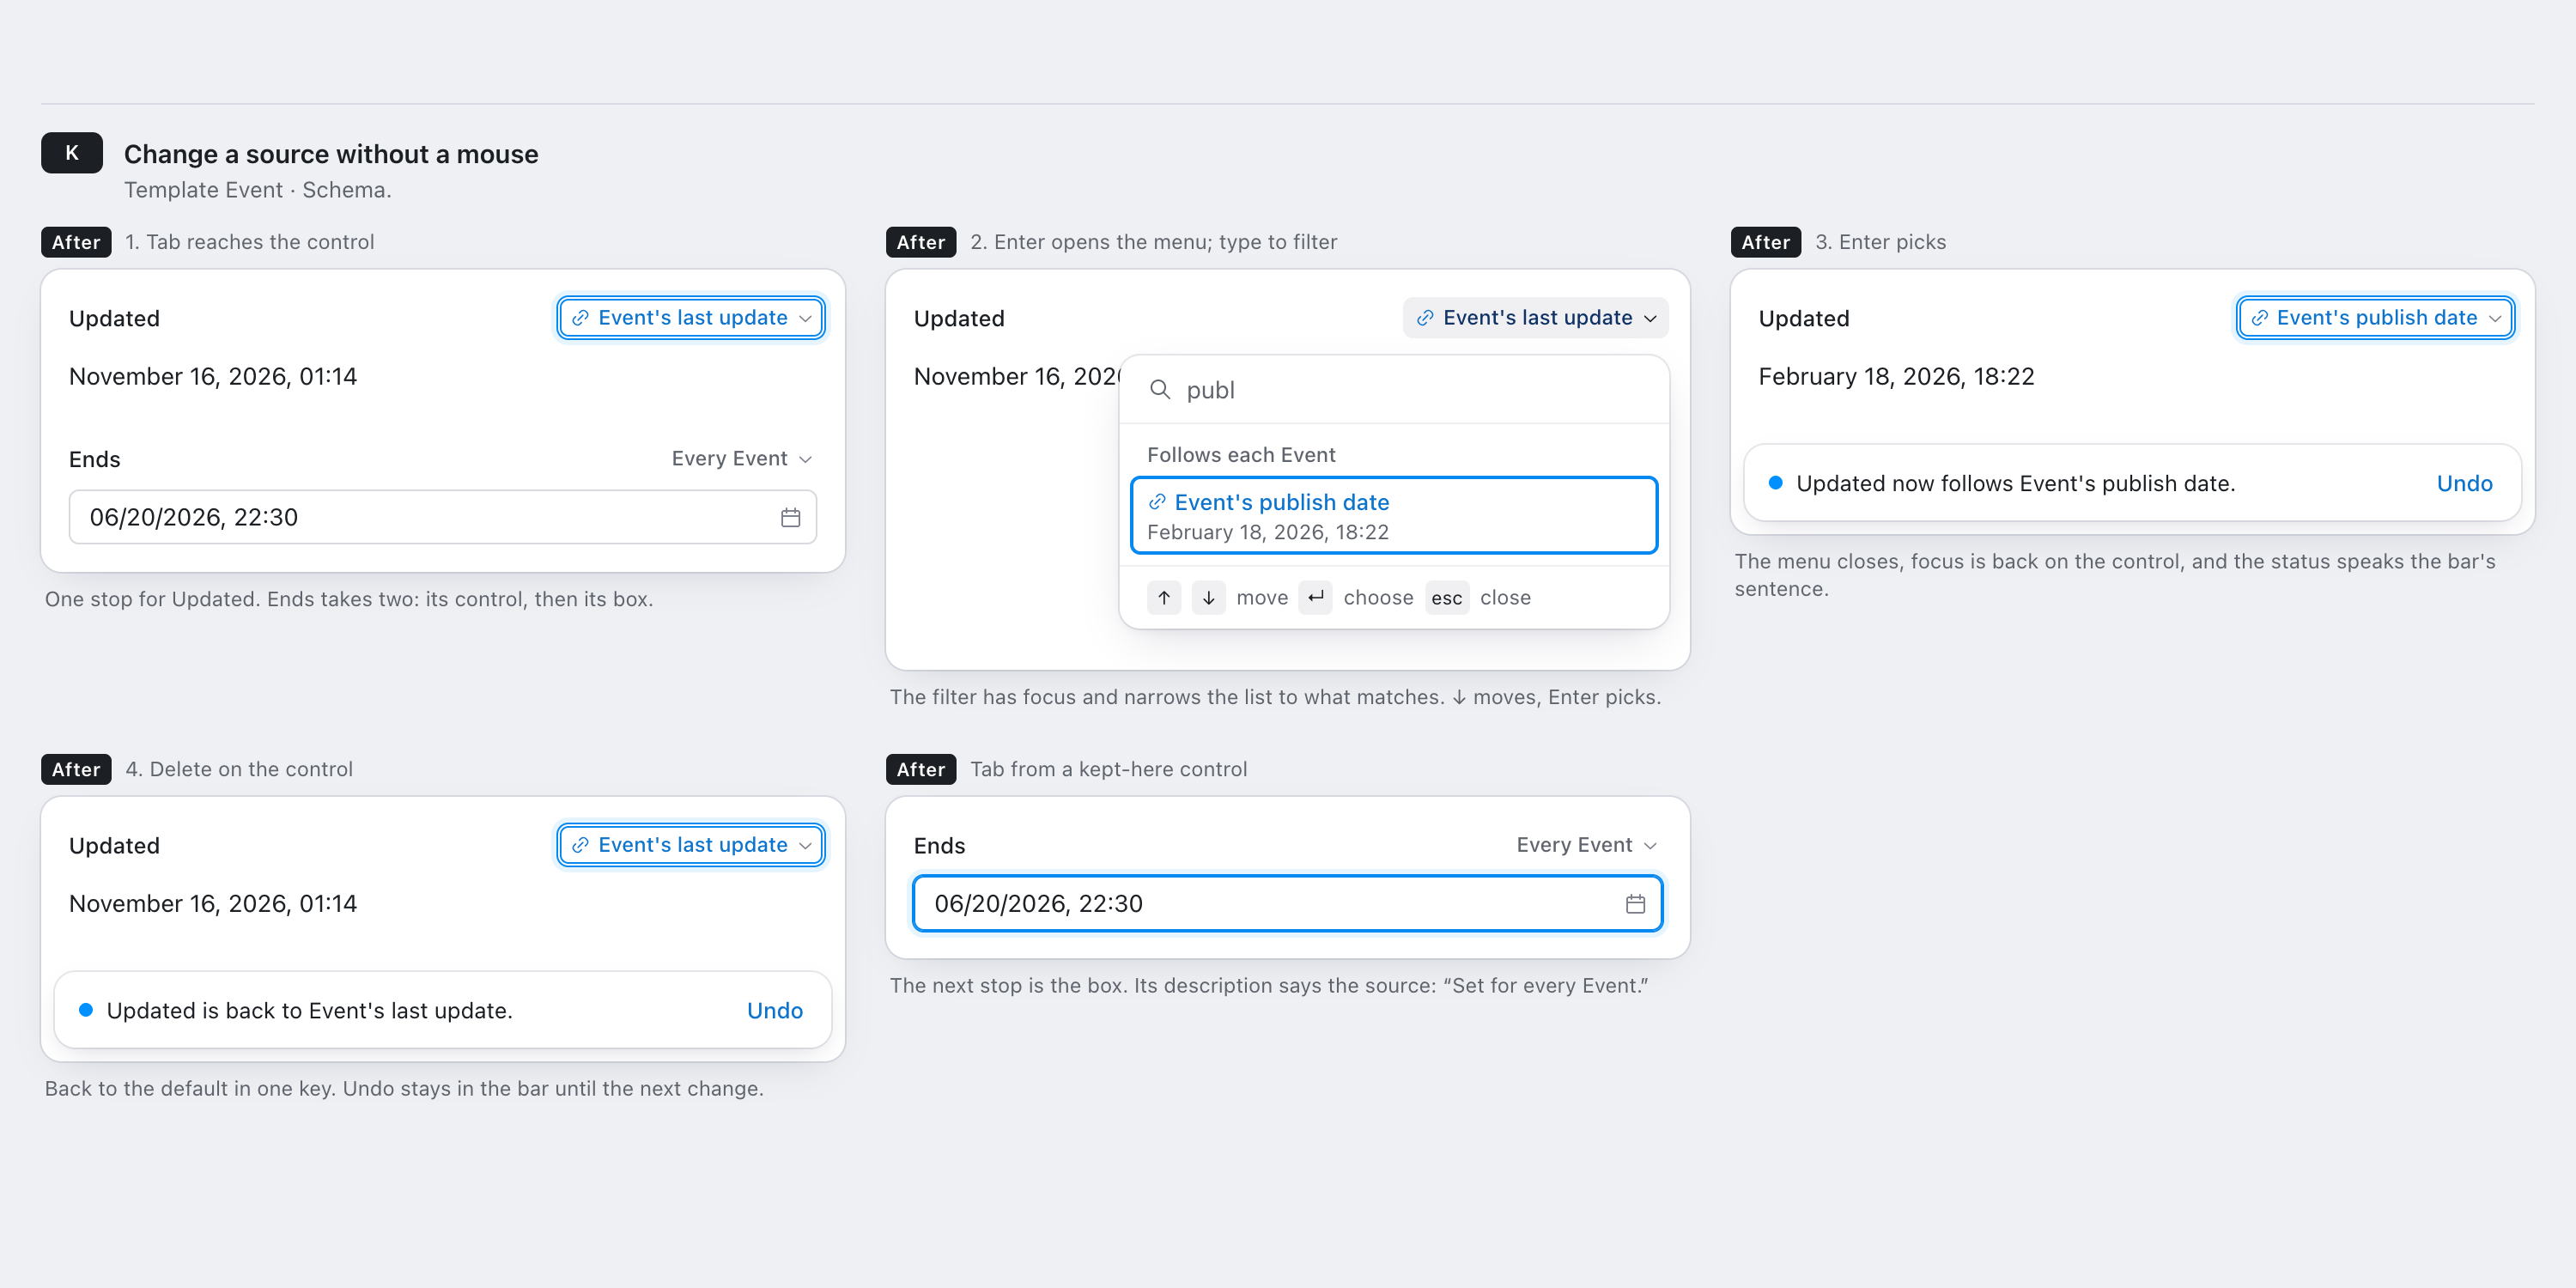 K
Change a source without a mouse
Template Event · Schema.
After 1. Tab reaches the control
Updated
Event's last update
November 16, 2026, 01:14
Ends
Every Event
06/20/2026, 22:30
One stop for Updated. Ends takes two: its control, then its box.
After 2. Enter opens the menu; type to filter
Updated
Event's last update
November 16, 202
publ
Follows each Event
Event's publish date
February 18, 2026, 18:22
↑ ↓ move ↵ choose esc close
The filter has focus and narrows the list to what matches. ↓ moves, Enter picks.
After 3. Enter picks
Updated
Event's publish date
February 18, 2026, 18:22
Updated now follows Event's publish date.
Undo
The menu closes, focus is back on the control, and the status speaks the bar's
sentence.
After 4. Delete on the control
Updated
Event's last update
November 16, 2026, 01:14
Updated is back to Event's last update.
Undo
Back to the default in one key. Undo stays in the bar until the next change.
After Tab from a kept-here control
Ends
Every Event
06/20/2026, 22:30
The next stop is the box. Its description says the source: “Set for every Event.”